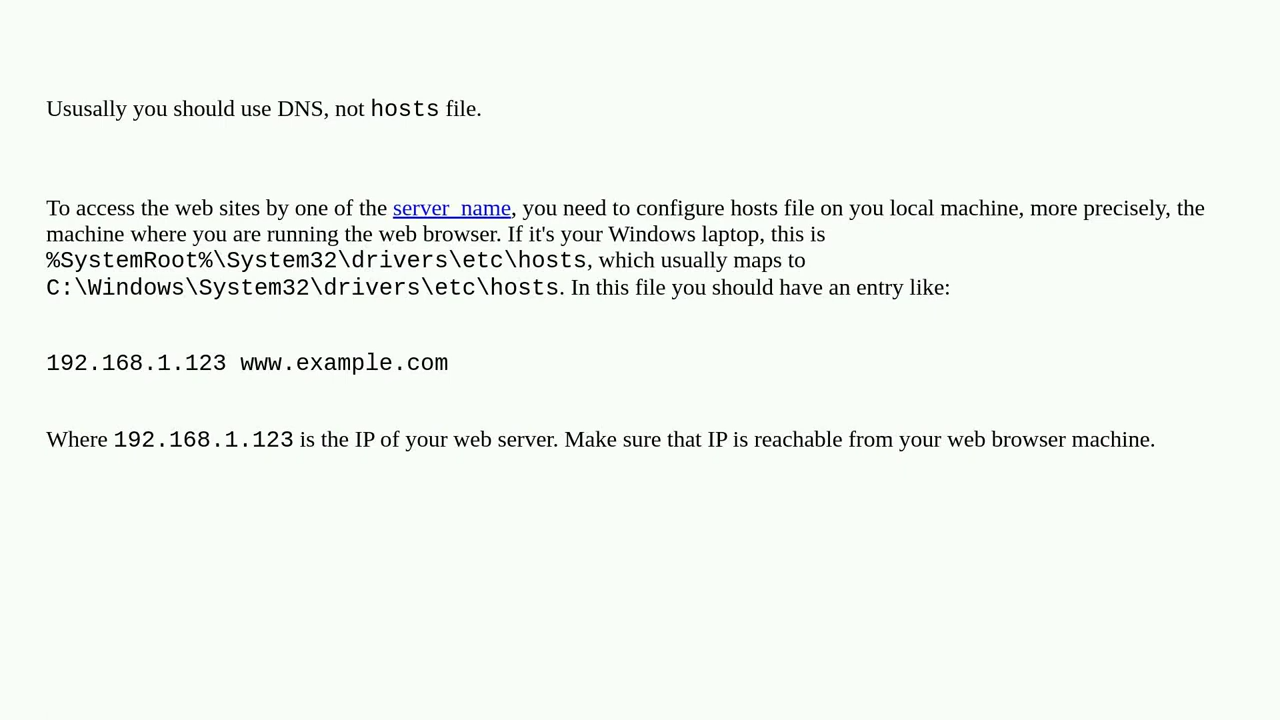 Ususally you should use DNS, not hosts file.
To access the web sites by one of the server_name, you need to configure hosts file on you local machine, more precisely, the
machine where you are running the web browser. If it's your Windows laptop, this is
%SystemRoot%\System32\drivers\etc\hosts, which usually maps to
C:\Windows\System32\drivers\etc\hosts. In this file you should have an entry like:
192.168.1.123 www.example.com
Where 192.168.1.123 is the IP of your web server. Make sure that IP is reachable from your web browser machine.